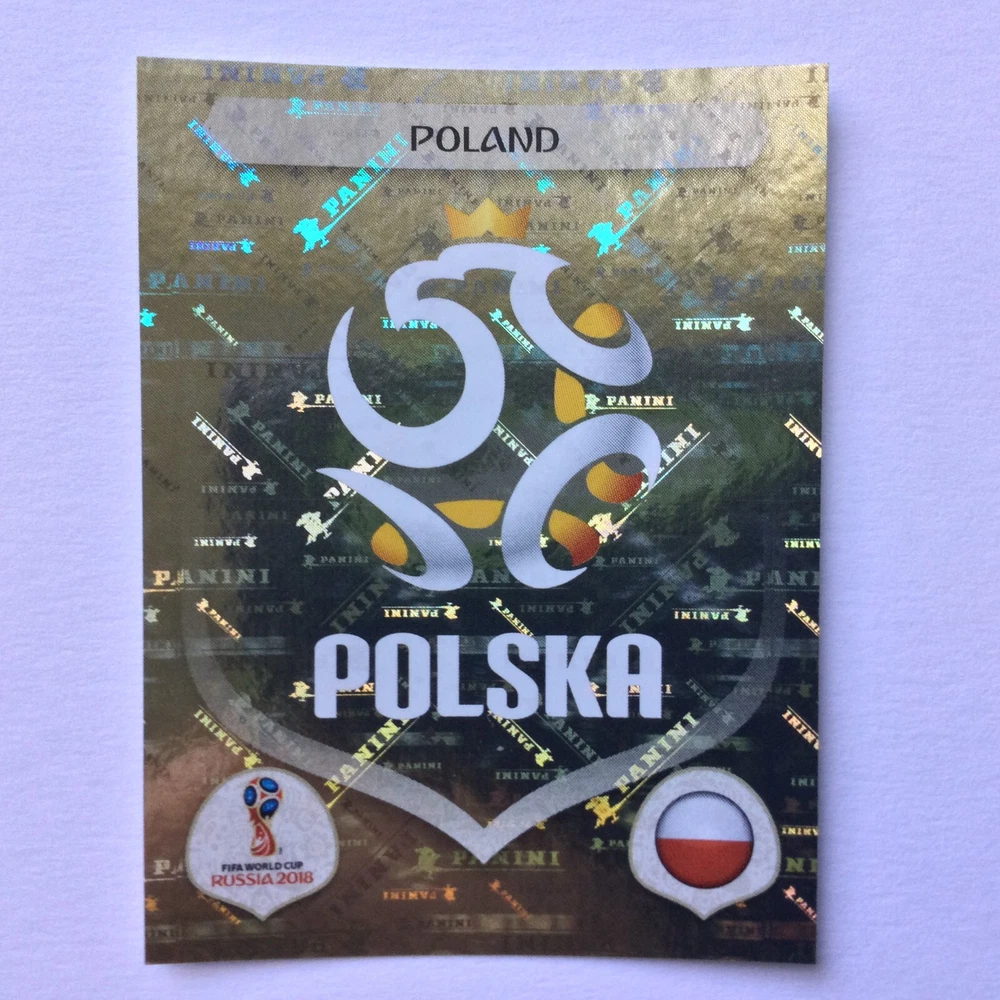 POLAND
PANINI
POLSKA
FIFA WORLD CUP
RUSSIA 2018